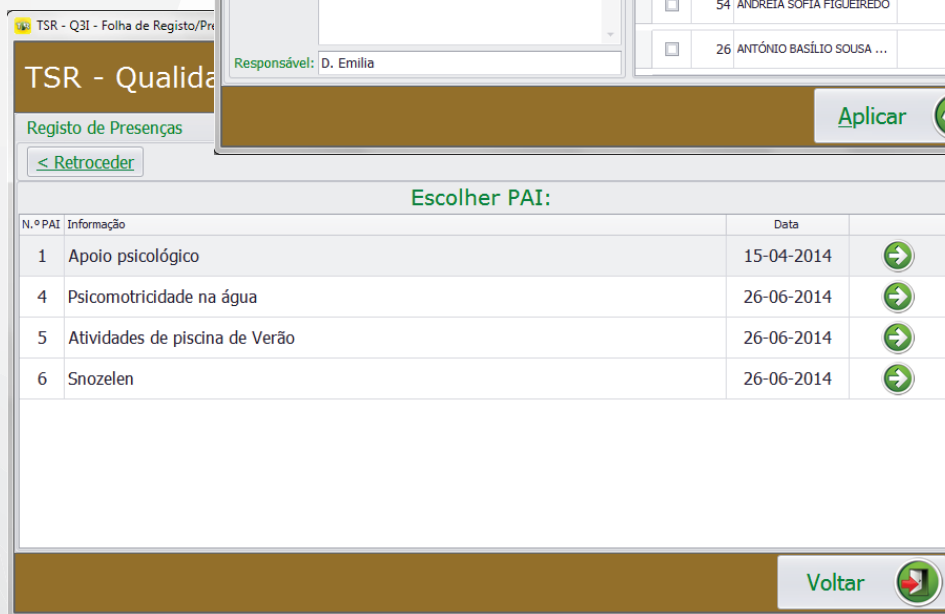 54 ANDREIA SOFIA FIGUEIREDO
26 ANTÓNIO BASÍLIO SOUSA ...
Responsável: D. Emilia
Aplicar
TSR - Q3I - Folha de Registo/Pre
TSR - Qualida
Registo de Presenças
< Retroceder
Escolher PAI:
N.º PAI Informação Data
1 Apoio psicológico 15-04-2014
4 Psicomotricidade na água 26-06-2014
5 Atividades de piscina de Verão 26-06-2014
6 Snozelen 26-06-2014
Voltar